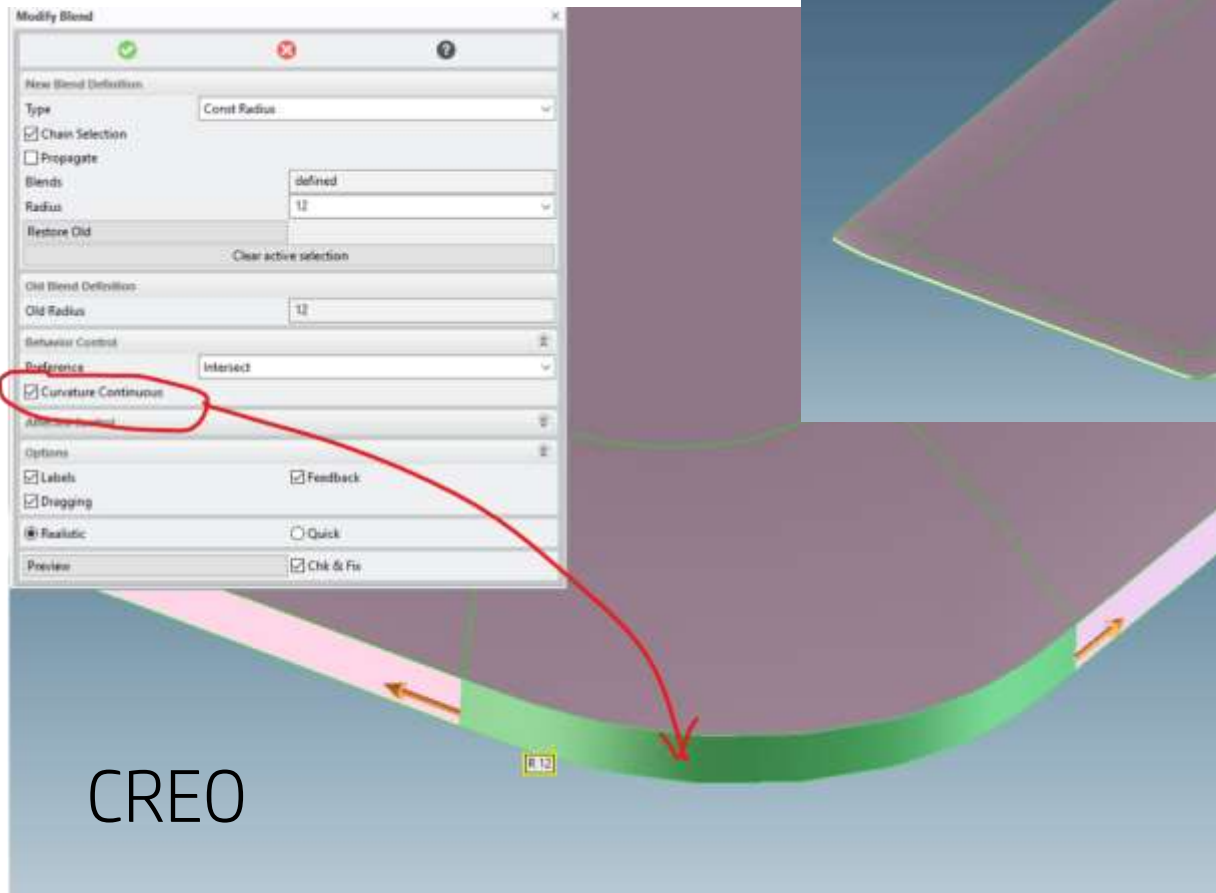 Modify Blend
New Blend Definition
Type Const Radius
Chain Selection
Propagate
Blends defined
Radius 12
Restore Old
Clear active selection
Old Blend Definition
Old Radius 12
Behavior Control
Preference Intersect
Curvature Continuous
Control
Options
Labels Feedback
Dragging
Realistic Quick
Preview Chk & Fix
R 12
CREO